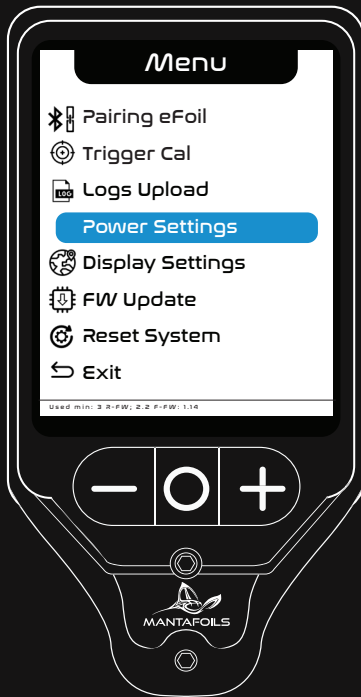 Menu
Pairing eFoil
Trigger Cal
LOG Logs Upload
Power Settings
Display Settings
FW Update
Reset System
Exit
Used min: 3 R-FW; 2.2 F-FW: 1.14
MANTAFOILS